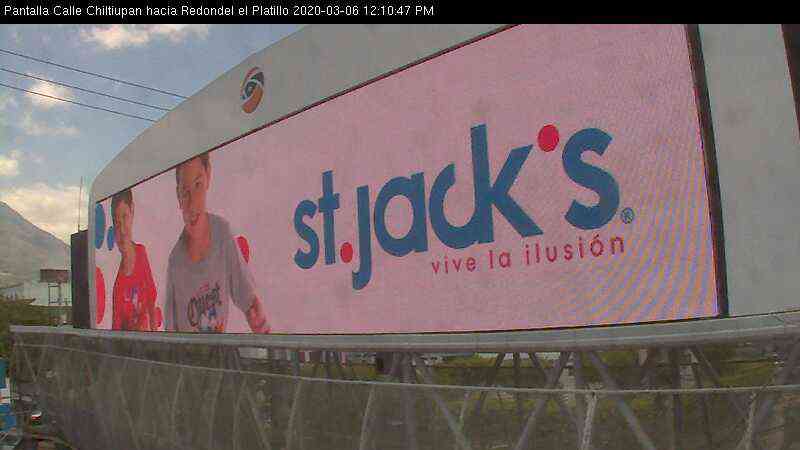 Pantalla Calle Chiltiupan hacia Redondel el Platillo 2020-03-06 12:10:47 PM
st.jack's®
vive la ilusión
Quest